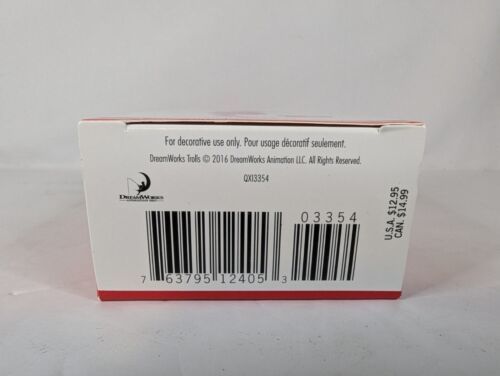 For decorative use only. Pour usage décoratif seulement.
DreamWorks Trolls © 2016 DreamWorks Animation LLC. All Rights Reserved.
QXI3354
DREAMWORKS
03354
7 63795 12405 3
U.S.A. $12.95
CAN. $14.99